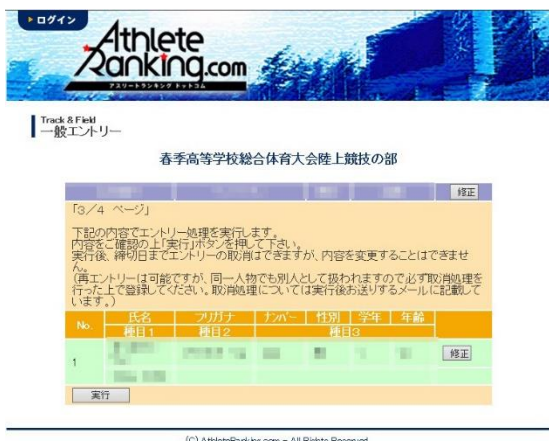 ログイン
Athlete
Ranking.com
アスリートランキング ドットコム
Track & Field
一般エントリー
春季高等学校総合体育大会陸上競技の部
修正
「3/4 ページ」
下記の内容でエントリー処理を実行します。
内容をご確認の上「実行」ボタンを押して下さい。
実行後、締切日までエントリーの取消はできますが、内容を変更することはできませ
ん。
(再エントリーは可能ですが、同一人物でも別人として扱われますので必ず取消処理を
行った上で登録してください。取消処理については実行後お送りするメールに記載して
います。)
No. 氏名 フリガナ ナンバー 性別 学年 年齢
種目1 種目2 種目3
1 修正
実行
(C) AthleteRanking.com - All Rights Reserved